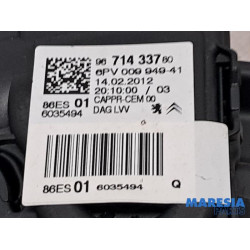 96 714 337 80
6PV 009 949-41
14.02.2012
20:10:00 / 03
86ES 01 CAPPR-CEM 00
6035494 DAG LVV
86ES 01 6035494 Q
MARESIA